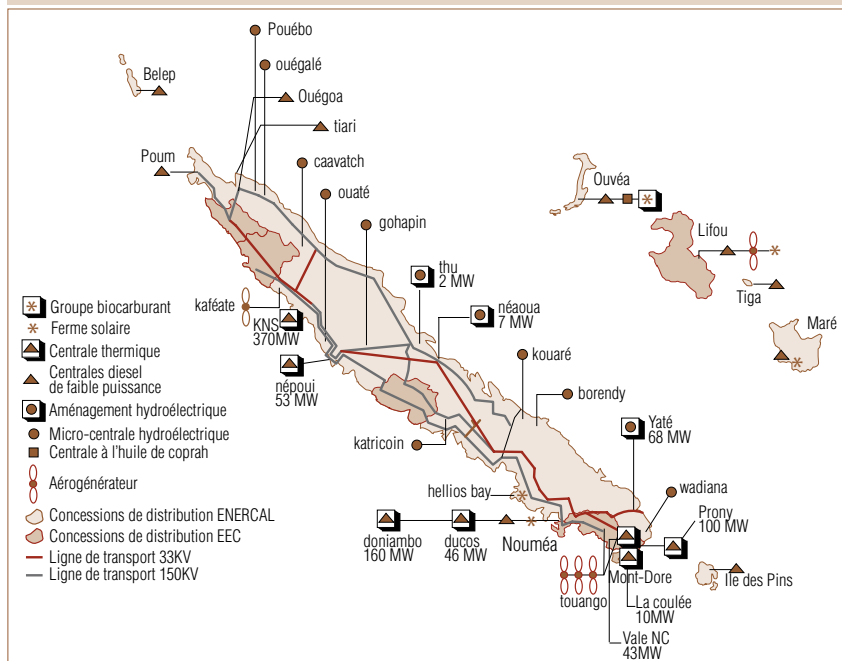 Pouébo
Belep
ouégalé
Ouégoa
tiari
Poum
caavatch
ouaté
gohapin
Ouvéa
Lifou
Tiga
Maré
thu
2 MW
néaoua
7 MW
kaféate
KNS
370MW
népoui
53 MW
kouaré
borendy
katricoin
Yaté
68 MW
hellios bay
wadiana
Prony
100 MW
doniambo
160 MW
ducos
46 MW
Nouméa
touango
Mont-Dore
Ile des Pins
La coulée
10MW
Vale NC
43MW
Groupe biocarburant
Ferme solaire
Centrale thermique
Centrales diesel
de faible puissance
Aménagement hydroélectrique
Micro-centrale hydroélectrique
Centrale à l'huile de coprah
Aérogénérateur
Concessions de distribution ENERCAL
Concessions de distribution EEC
Ligne de transport 33KV
Ligne de transport 150KV